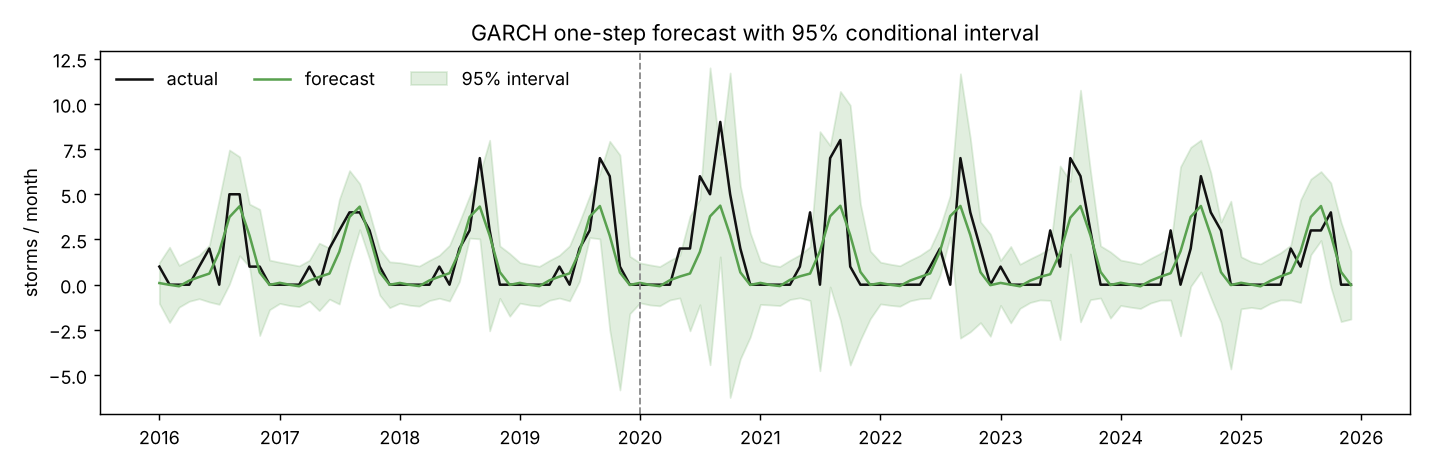 GARCH one-step forecast with 95% conditional interval
actual forecast 95% interval
storms / month
12.5
10.0
7.5
5.0
2.5
0.0
−2.5
−5.0
2016 2017 2018 2019 2020 2021 2022 2023 2024 2025 2026